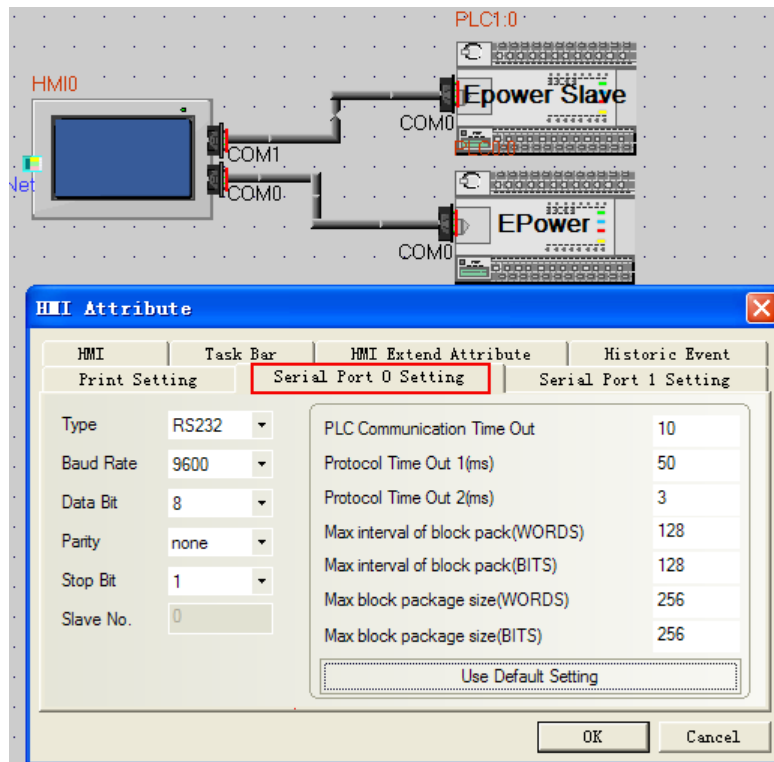 PLC1:0
HMI0
Epower Slave
COM0
COM1
PLC0:0
Net
COM0
EPower
COM0
HMI Attribute
HMI
Task Bar
HMI Extend Attribute
Historic Event
Print Setting
Serial Port 0 Setting
Serial Port 1 Setting
Type RS232
PLC Communication Time Out 10
Baud Rate 9600
Protocol Time Out 1(ms) 50
Data Bit 8
Protocol Time Out 2(ms) 3
Parity none
Max interval of block pack(WORDS) 128
Stop Bit 1
Max interval of block pack(BITS) 128
Slave No. 0
Max block package size(WORDS) 256
Max block package size(BITS) 256
Use Default Setting
OK
Cancel